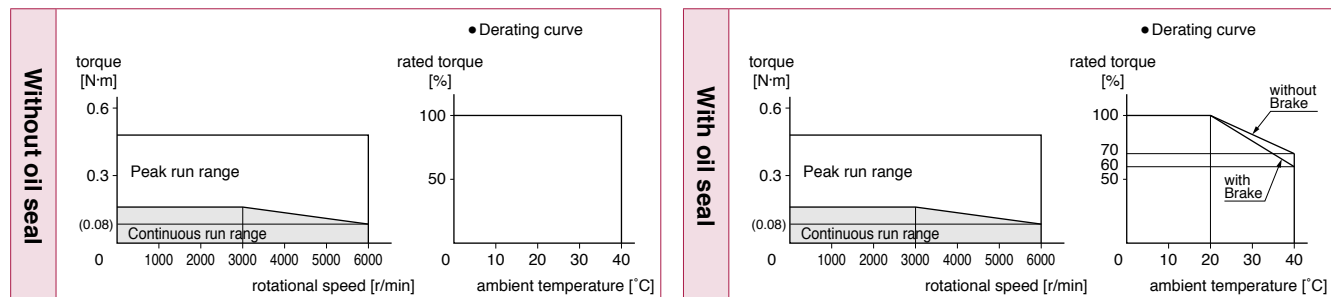 Without oil seal
torque
[N·m]
0.6
0.3
(0.08)
0
Peak run range
Continuous run range
1000 2000 3000 4000 5000 6000
rotational speed [r/min]
● Derating curve
rated torque
[%]
100
50
0
0 10 20 30 40
ambient temperature [˚C]
With oil seal
torque
[N·m]
0.6
0.3
(0.08)
0
Peak run range
Continuous run range
1000 2000 3000 4000 5000 6000
rotational speed [r/min]
● Derating curve
rated torque
[%]
without
Brake
100
70
60
50
with
Brake
0
0 10 20 30 40
ambient temperature [˚C]